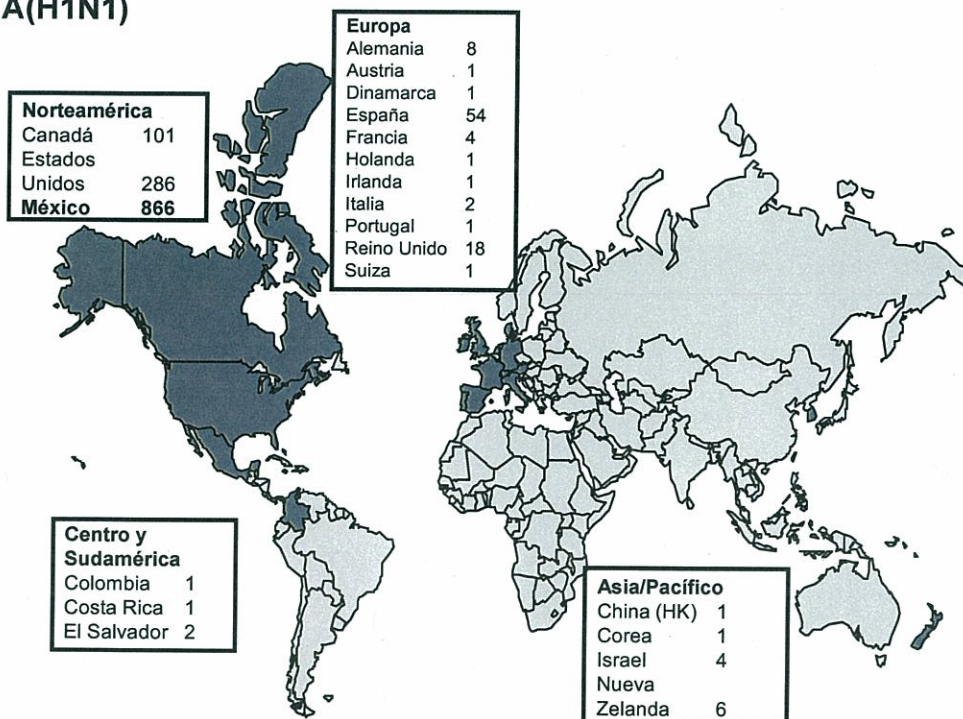 A(H1N1)
Norteamérica
Canadá 101
Estados
Unidos 286
México 866
Europa
Alemania 8
Austria 1
Dinamarca 1
España 54
Francia 4
Holanda 1
Irlanda 1
Italia 2
Portugal 1
Reino Unido 18
Suiza 1
Centro y
Sudamérica
Colombia 1
Costa Rica 1
El Salvador 2
Asia/Pacífico
China (HK) 1
Corea 1
Israel 4
Nueva
Zelanda 6